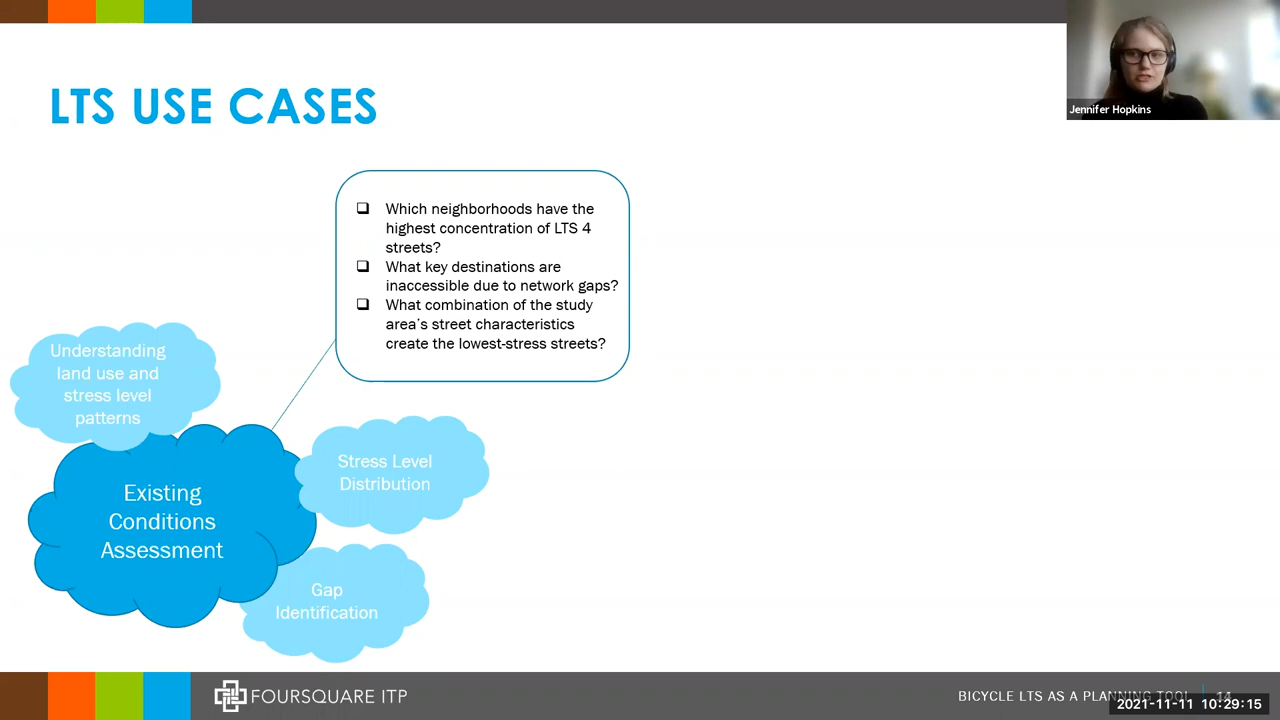 LTS USE CASES
Jennifer Hopkins
❑ Which neighborhoods have the
highest concentration of LTS 4
streets?
❑ What key destinations are
inaccessible due to network gaps?
❑ What combination of the study
area's street characteristics
create the lowest-stress streets?
Understanding
land use and
stress level
patterns
Existing
Conditions
Assessment
Stress Level
Distribution
Gap
Identification
FOURSQUARE ITP
BICYCLE LTS AS A PLANNING TOOL 14
2021-11-11 10:29:15